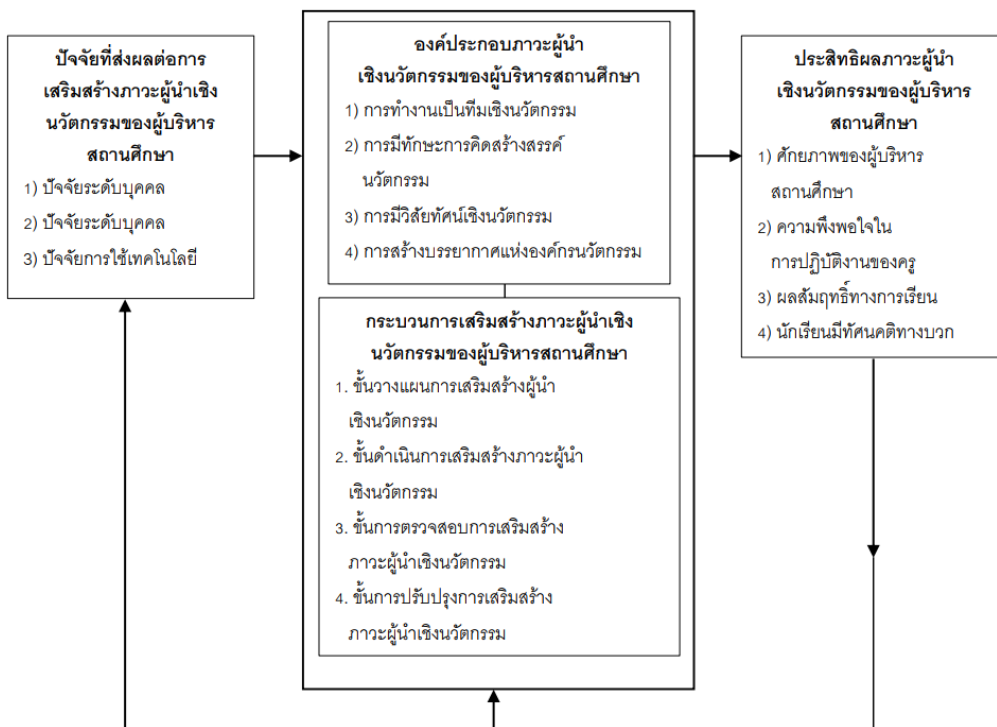 ปัจจัยที่ส่งผลต่อการ
เสริมสร้างภาวะผู้นำเชิง
นวัตกรรมของผู้บริหาร
สถานศึกษา
1) ปัจจัยระดับบุคคล
2) ปัจจัยระดับบุคคล
3) ปัจจัยการใช้เทคโนโลยี
องค์ประกอบภาวะผู้นำ
เชิงนวัตกรรมของผู้บริหารสถานศึกษา
1) การทำงานเป็นทีมเชิงนวัตกรรม
2) การมีทักษะการคิดสร้างสรรค์
นวัตกรรม
3) การมีวิสัยทัศน์เชิงนวัตกรรม
4) การสร้างบรรยากาศแห่งองค์กรนวัตกรรม
กระบวนการเสริมสร้างภาวะผู้นำเชิง
นวัตกรรมของผู้บริหารสถานศึกษา
1. ขั้นวางแผนการเสริมสร้างผู้นำ
เชิงนวัตกรรม
2. ขั้นดำเนินการเสริมสร้างภาวะผู้นำ
เชิงนวัตกรรม
3. ขั้นการตรวจสอบการเสริมสร้าง
ภาวะผู้นำเชิงนวัตกรรม
4. ขั้นการปรับปรุงการเสริมสร้าง
ภาวะผู้นำเชิงนวัตกรรม
ประสิทธิผลภาวะผู้นำ
เชิงนวัตกรรมของผู้บริหาร
สถานศึกษา
1) ศักยภาพของผู้บริหาร
สถานศึกษา
2) ความพึงพอใจใน
การปฏิบัติงานของครู
3) ผลสัมฤทธิ์ทางการเรียน
4) นักเรียนมีทัศนคติทางบวก